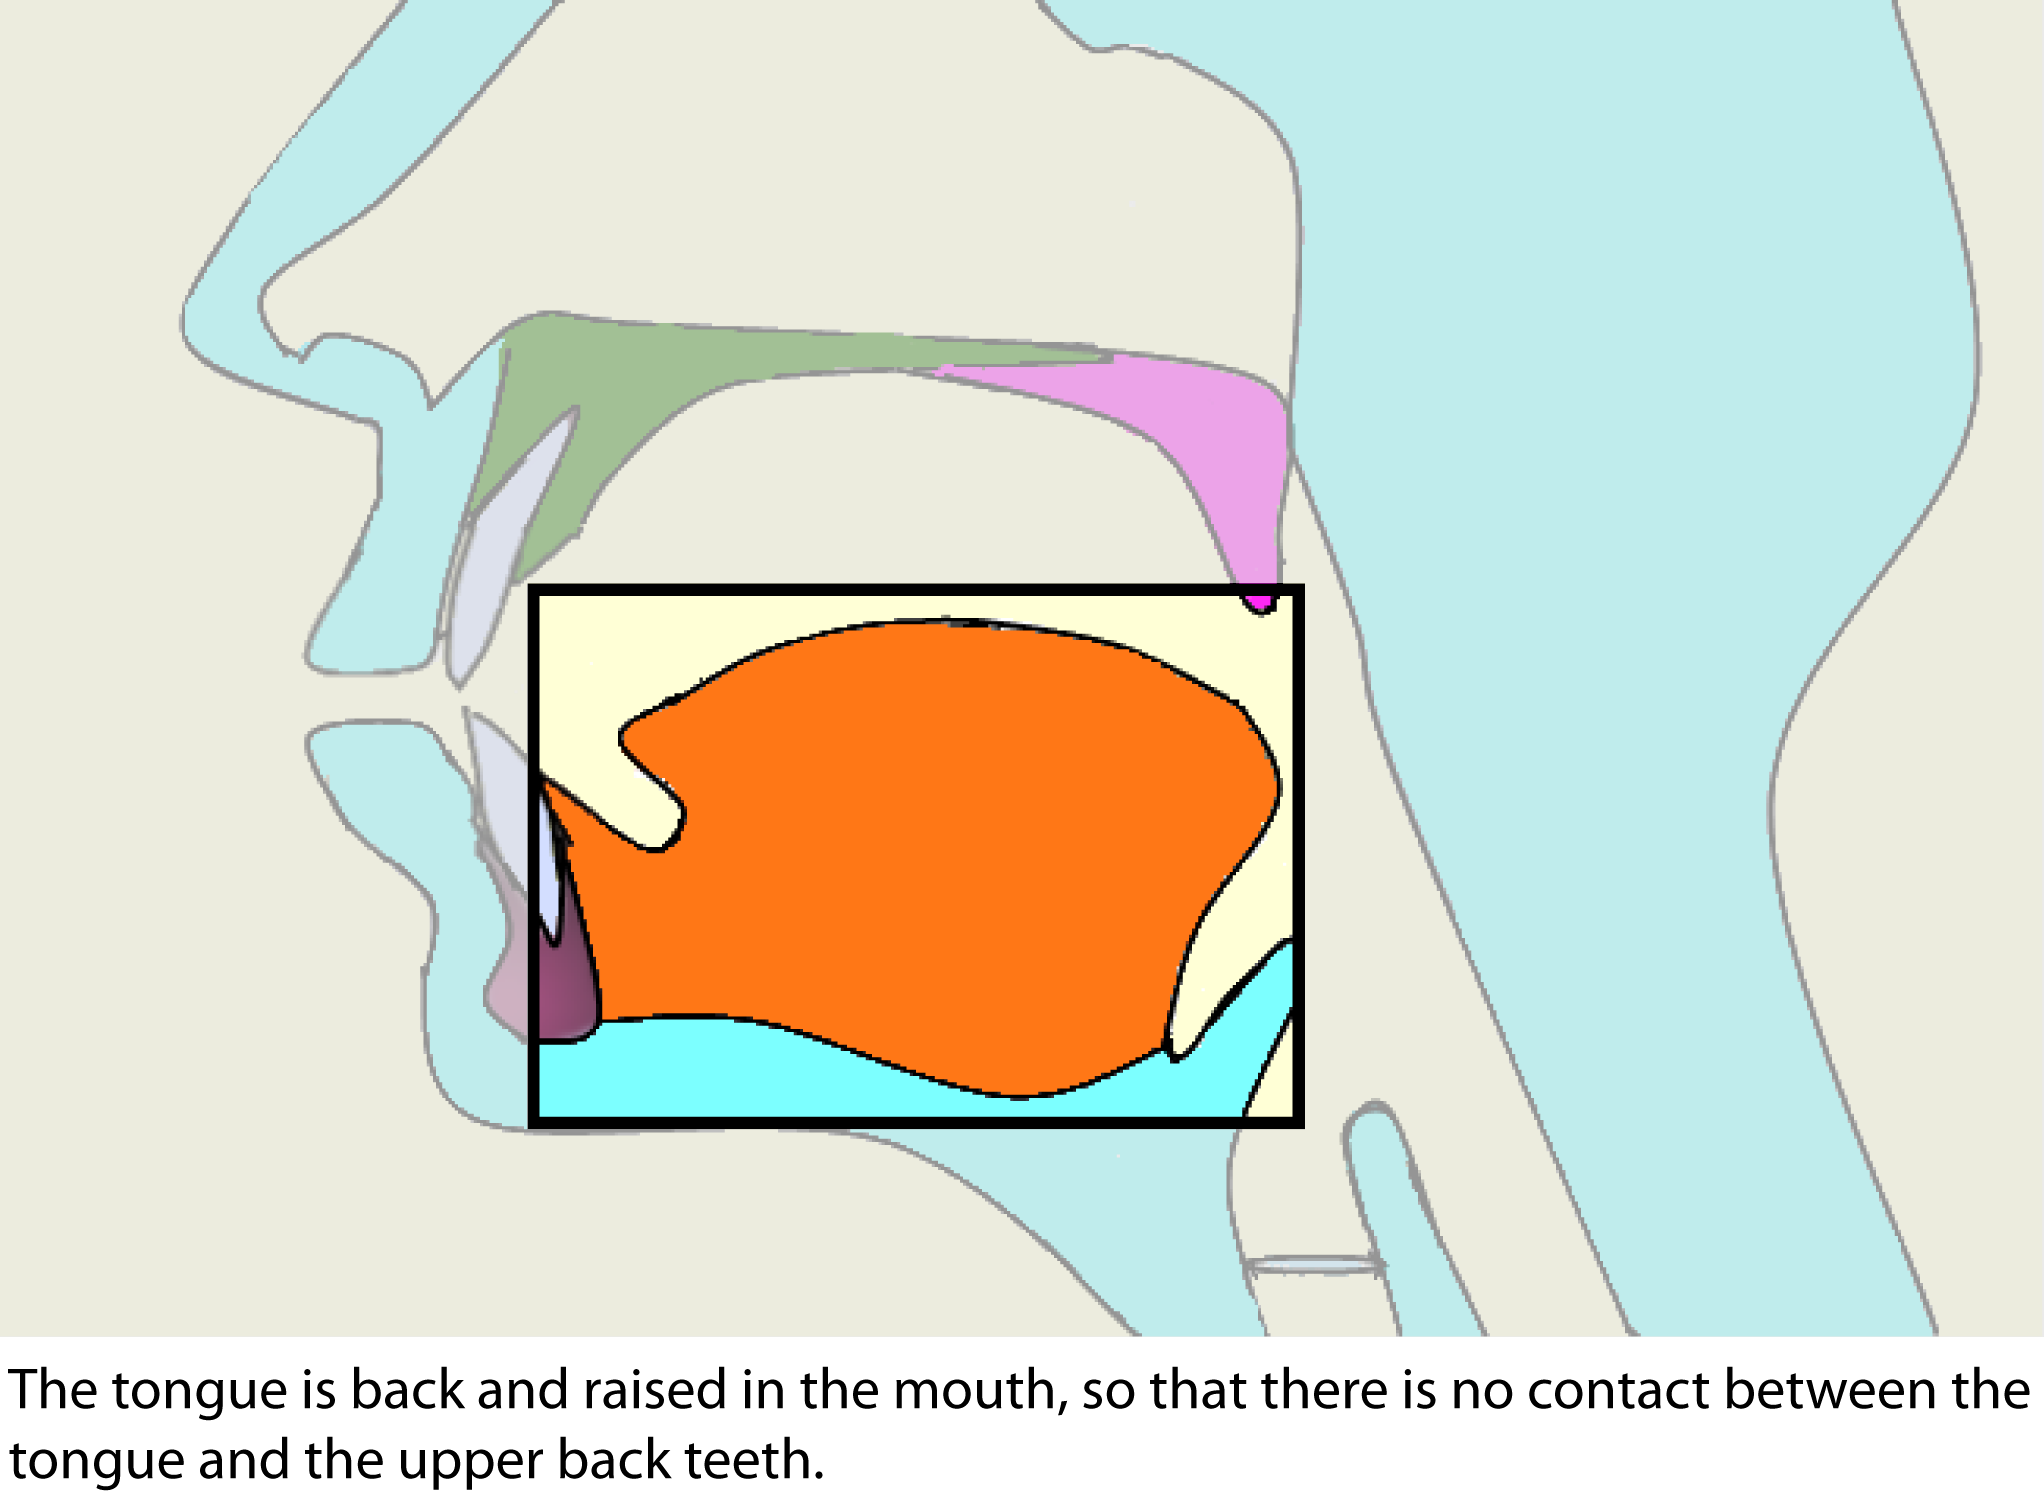 The tongue is back and raised in the mouth, so that there is no contact between the
tongue and the upper back teeth.